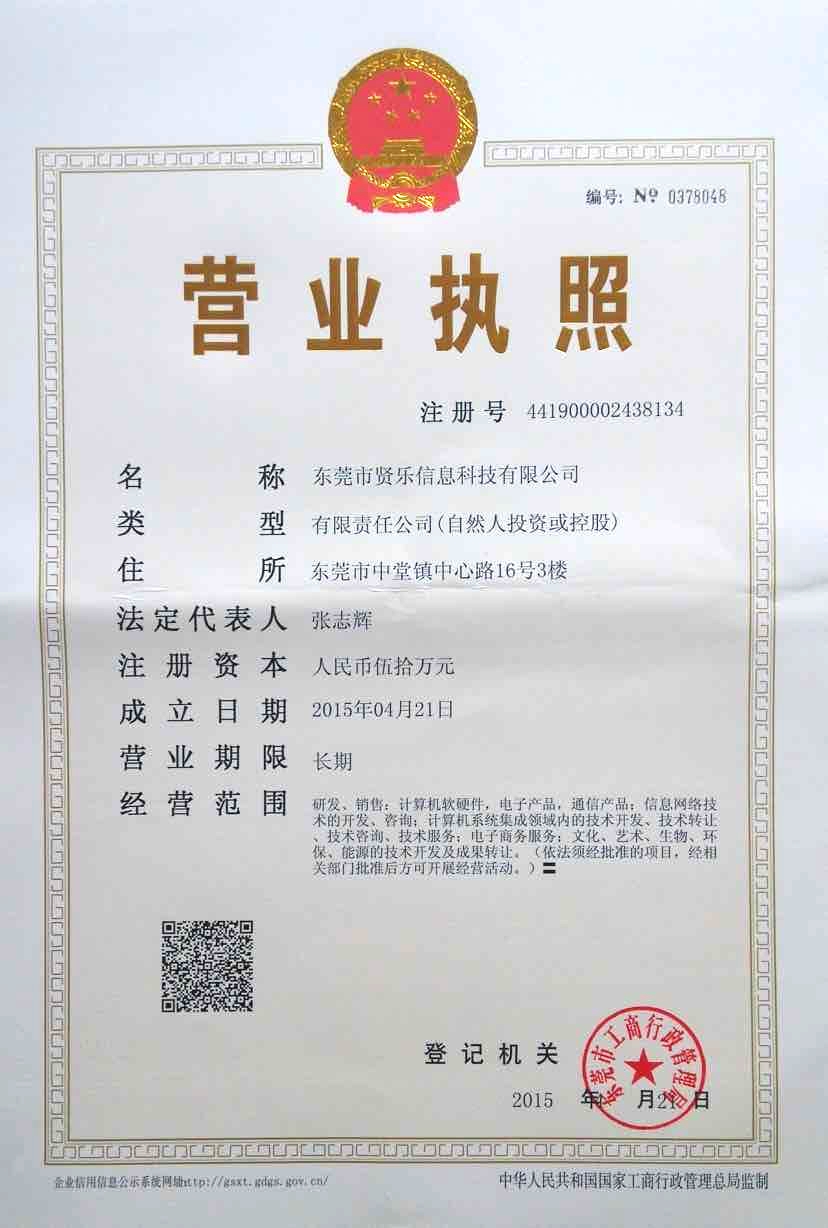 编号: № 0378048
营业执照
注册号 441900002438134
名称 东莞市贤乐信息科技有限公司
类型 有限责任公司(自然人投资或控股)
住所 东莞市中堂镇中心路16号3楼
法定代表人 张志辉
注册资本 人民币伍拾万元
成立日期 2015年04月21日
营业期限 长期
经营范围 研发、销售：计算机软硬件，电子产品，通信产品；信息网络技
术的开发、咨询；计算机系统集成领域内的技术开发、技术转让
、技术咨询、技术服务；电子商务服务；文化、艺术、生物、环
保、能源的技术开发及成果转让。（依法须经批准的项目，经相
关部门批准后方可开展经营活动。）〓
东莞市工商行政管理局
登记机关
2015 年 月21日
企业信用信息公示系统网址http://gsxt.gdgs.gov.cn/
中华人民共和国国家工商行政管理总局监制